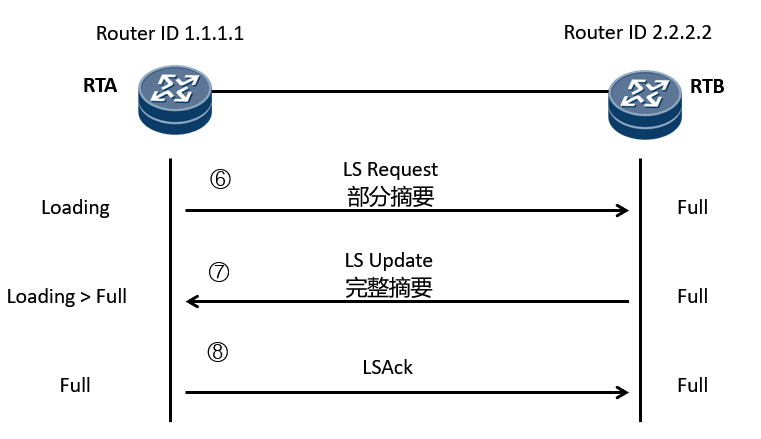 Router ID 1.1.1.1
Router ID 2.2.2.2
RTA
RTB
⑥
LS Request
部分摘要
Loading
Full
⑦
LS Update
完整摘要
Loading > Full
Full
⑧
LSAck
Full
Full